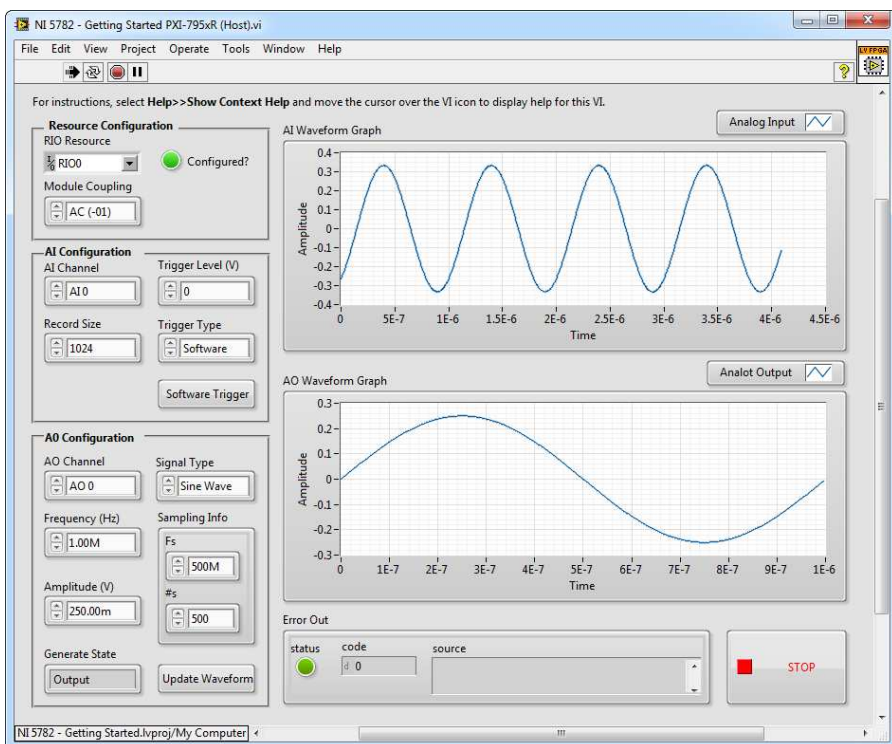 NI 5782 - Getting Started PXI-795xR (Host).vi
File Edit View Project Operate Tools Window Help
LV FPGA
For instructions, select Help>>Show Context Help and move the cursor over the VI icon to display help for this VI.
Resource Configuration
RIO Resource
RIO0
Configured?
Module Coupling
AC (-01)
AI Configuration
AI Channel
Trigger Level (V)
AI 0
0
Record Size
Trigger Type
1024
Software
Software Trigger
A0 Configuration
AO Channel
Signal Type
AO 0
Sine Wave
Frequency (Hz)
Sampling Info
1.00M
Fs
500M
Amplitude (V)
#s
250.00m
500
Generate State
Output
Update Waveform
AI Waveform Graph
Analog Input
Amplitude
0.4
0.3
0.2
0.1
0
-0.1
-0.2
-0.3
-0.4
0 5E-7 1E-6 1.5E-6 2E-6 2.5E-6 3E-6 3.5E-6 4E-6 4.5E-6
Time
AO Waveform Graph
Analot Output
Amplitude
0.3
0.2
0.1
0
-0.1
-0.2
-0.3
0 1E-7 2E-7 3E-7 4E-7 5E-7 6E-7 7E-7 8E-7 9E-7 1E-6
Time
Error Out
status code source
d 0
STOP
NI 5782 - Getting Started.lvproj/My Computer